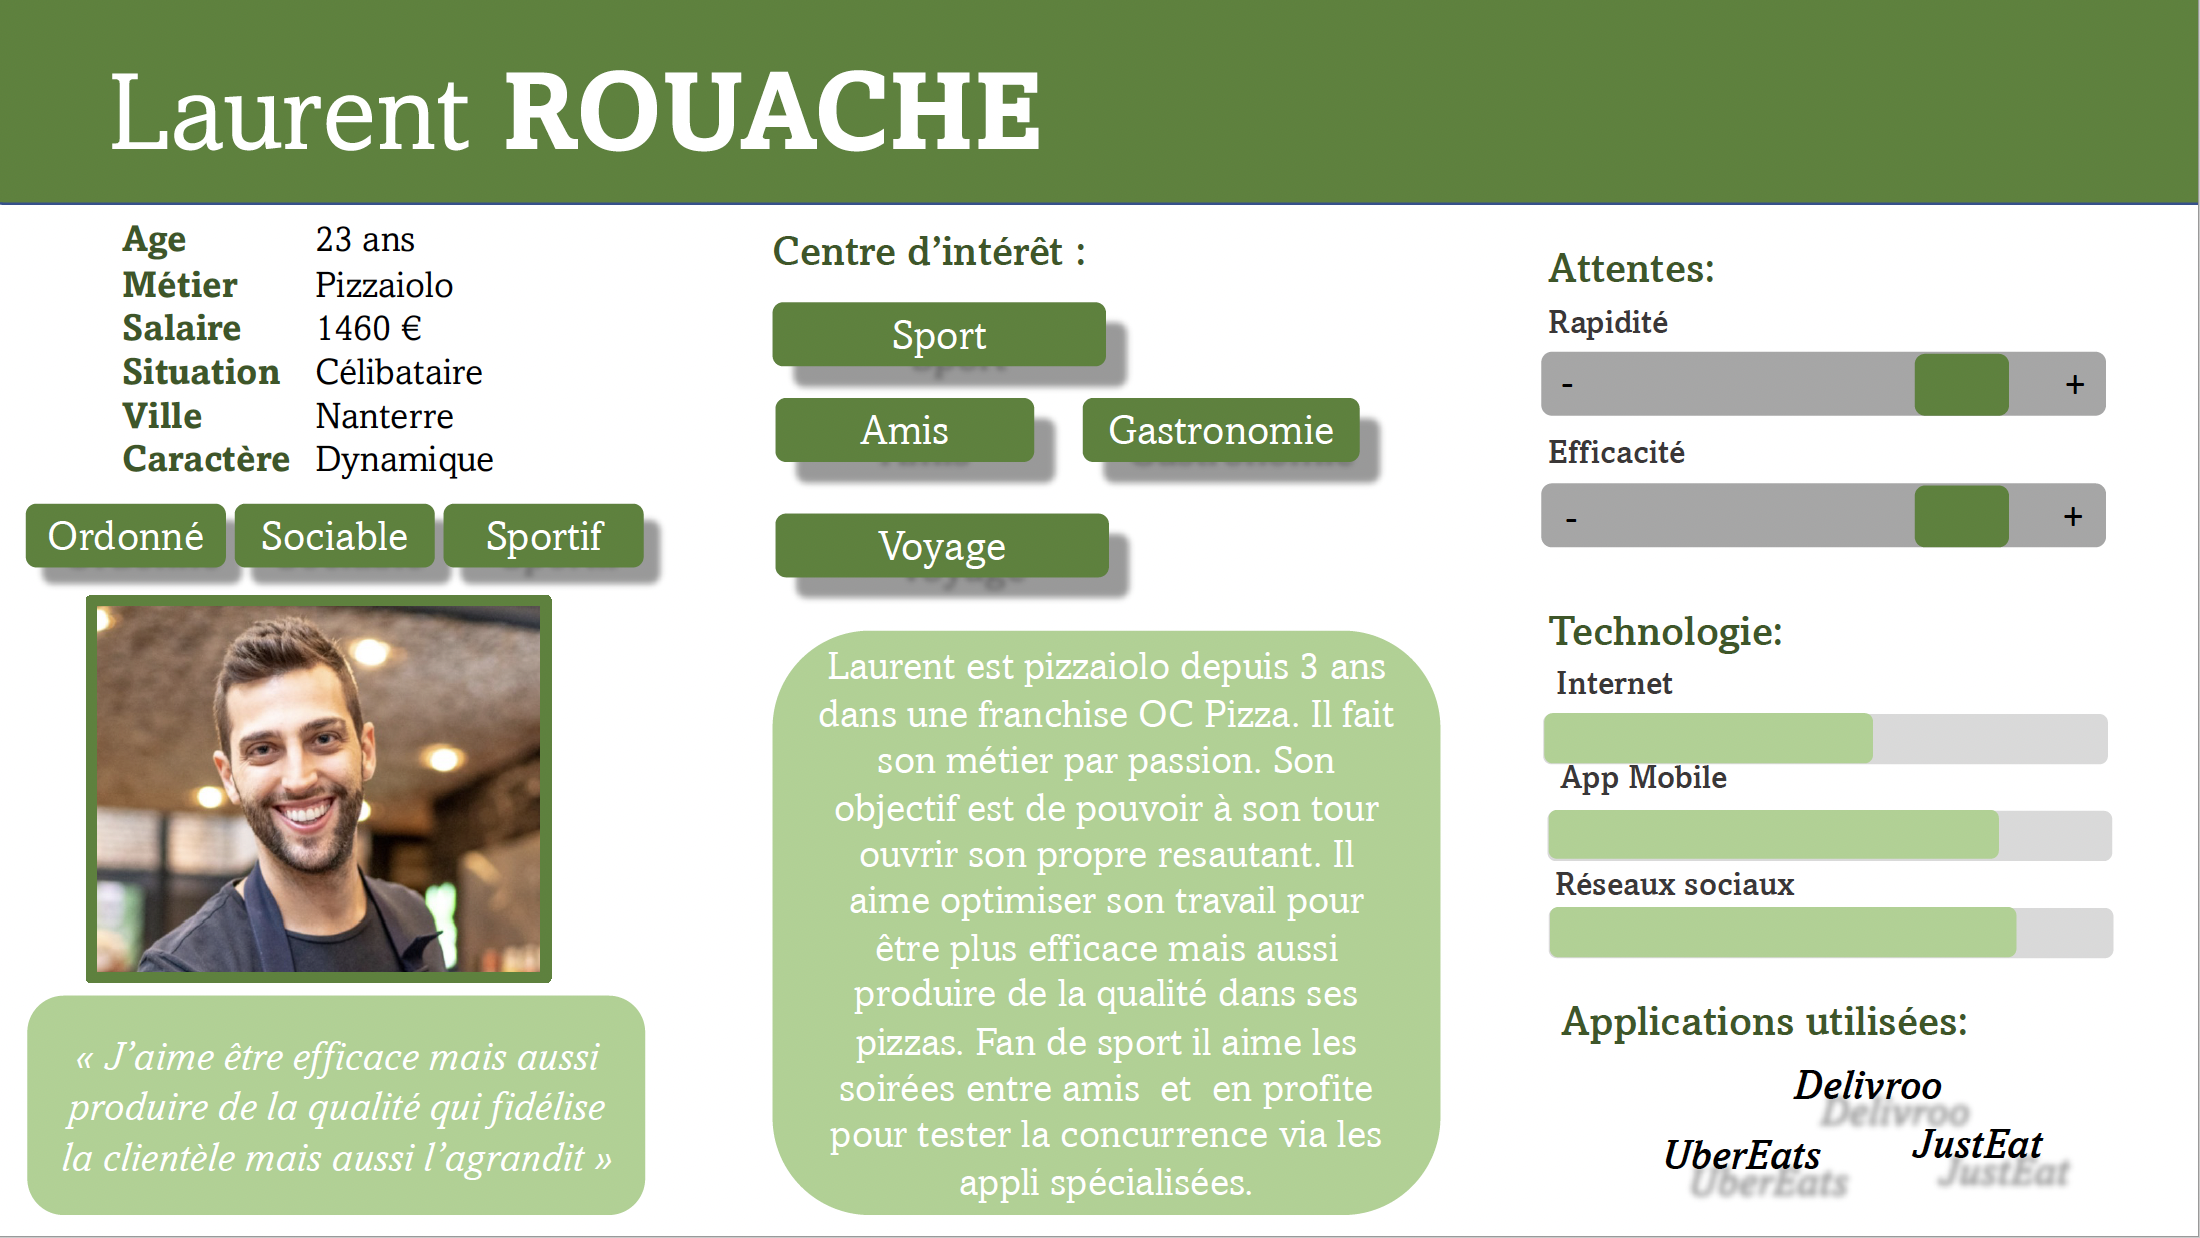 Laurent ROUACHE
Age 23 ans
Métier Pizzaiolo
Salaire 1460 €
Situation Célibataire
Ville Nanterre
Caractère Dynamique
Ordonné Sociable Sportif
« J’aime être efficace mais aussi
produire de la qualité qui fidélise
la clientèle mais aussi l’agrandit »
Centre d’intérêt :
Sport
Amis Gastronomie
Voyage
Laurent est pizzaiolo depuis 3 ans
dans une franchise OC Pizza. Il fait
son métier par passion. Son
objectif est de pouvoir à son tour
ouvrir son propre resautant. Il
aime optimiser son travail pour
être plus efficace mais aussi
produire de la qualité dans ses
pizzas. Fan de sport il aime les
soirées entre amis et en profite
pour tester la concurrence via les
appli spécialisées.
Attentes:
Rapidité
- +
Efficacité
- +
Technologie:
Internet
App Mobile
Réseaux sociaux
Applications utilisées:
Delivroo
UberEats JustEat